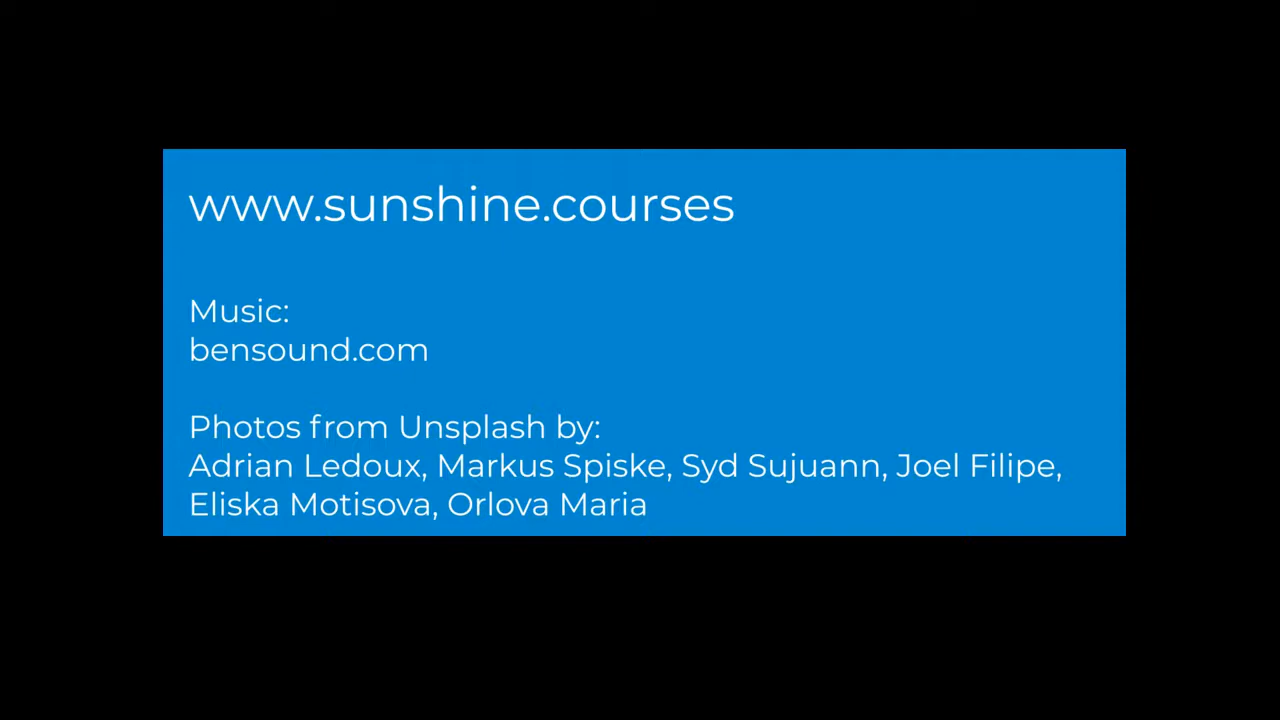 www.sunshine.courses
Music:
bensound.com
Photos from Unsplash by:
Adrian Ledoux, Markus Spiske, Syd Sujuann, Joel Filipe,
Eliska Motisova, Orlova Maria